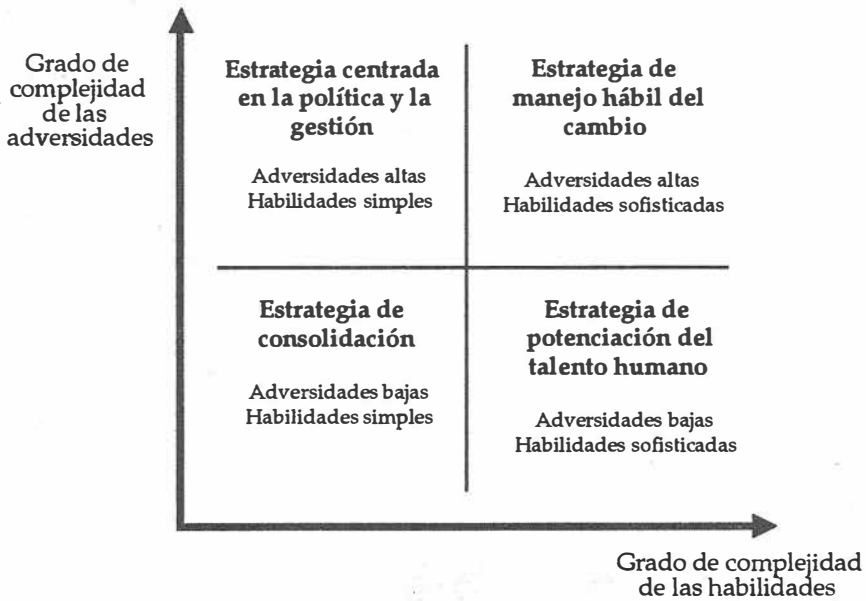 Grado de
complejidad
de las
adversidades
Estrategia centrada
en la política y la
gestión
Adversidades altas
Habilidades simples
Estrategia de
manejo hábil del
cambio
Adversidades altas
Habilidades sofisticadas
Estrategia de
consolidación
Adversidades bajas
Habilidades simples
Estrategia de
potenciación del
talento humano
Adversidades bajas
Habilidades sofisticadas
Grado de complejidad
de las habilidades